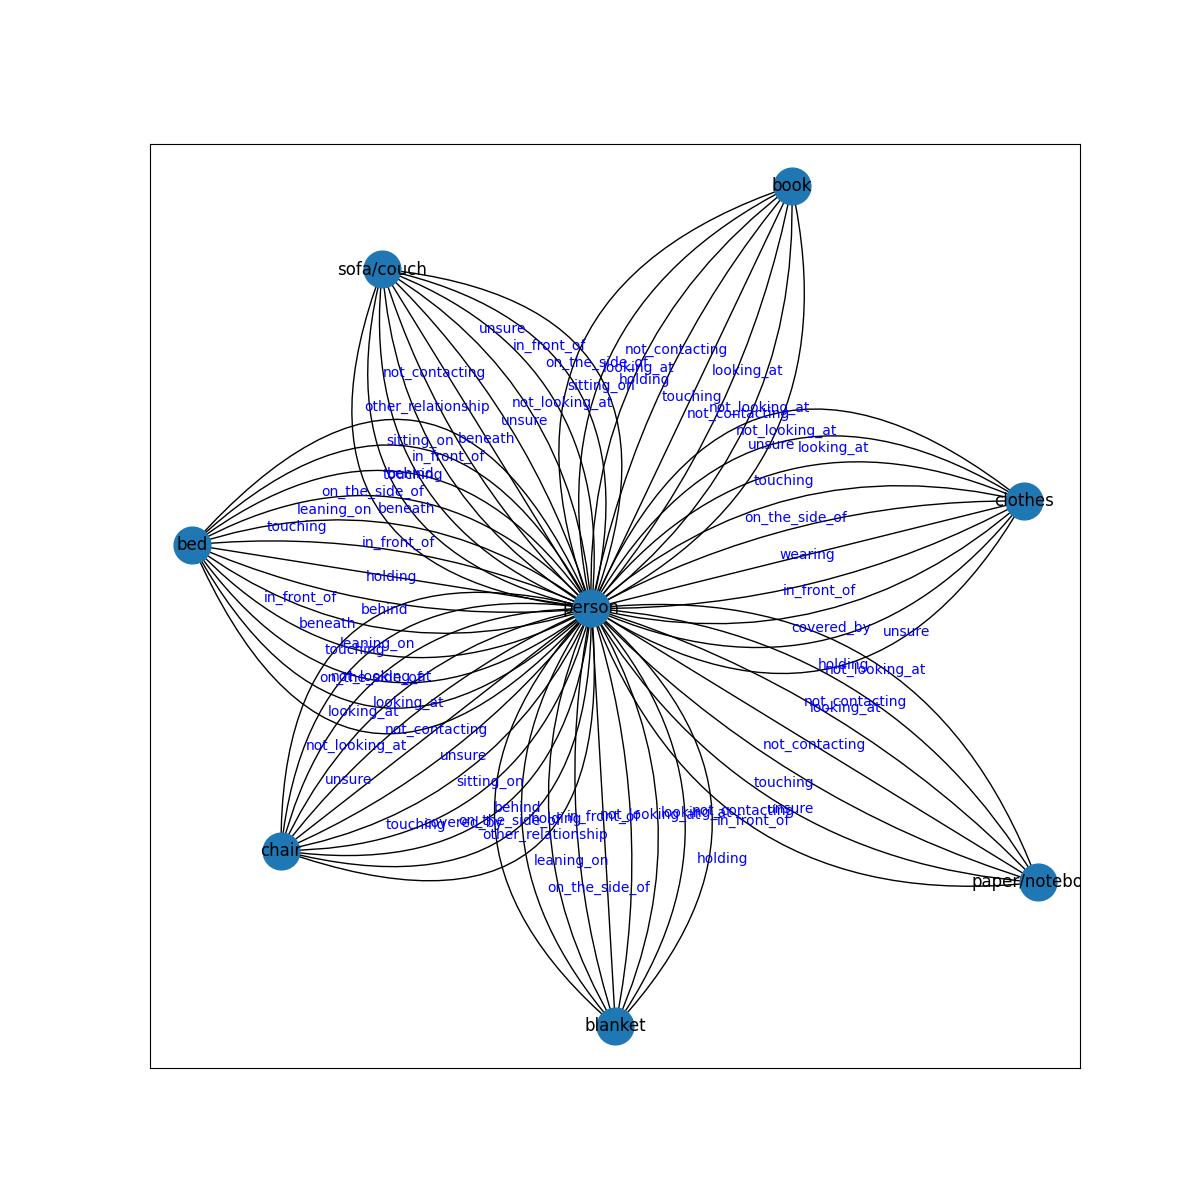 book
sofa/couch
unsure
in_front_of
not_contacting
on_the_side_of
looking_at
not_contacting
looking_at
holding
sitting_on
touching
other_relationship
not_looking_at
not_looking_at
not_contacting
unsure
not_looking_at
sitting_on
beneath
unsure
looking_at
in_front_of
behind
touching
touching
on_the_side_of
clothes
leaning_on
beneath
on_the_side_of
touching
bed
in_front_of
wearing
holding
in_front_of
in_front_of
behind
person
beneath
covered_by
unsure
leaning_on
touching
holding
not_looking_at
on_the_side_of
not_looking_at
looking_at
not_contacting
looking_at
looking_at
not_contacting
not_looking_at
not_contacting
unsure
unsure
sitting_on
touching
behind
not_contacting
unsure
touching
covered_by
on_the_side_of
holding
in_front_of
not_looking_at
looking_at
in_front_of
other_relationship
chair
leaning_on
holding
paper/notebo
on_the_side_of
blanket